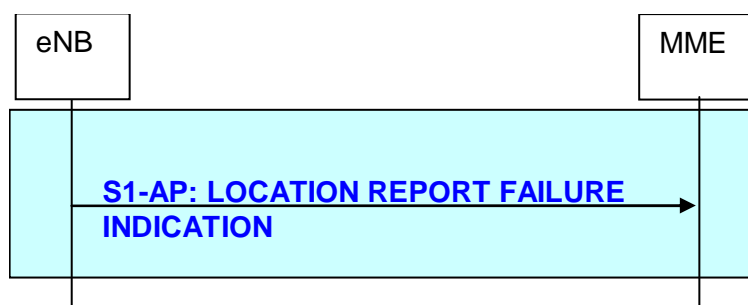 eNB
MME
S1-AP: LOCATION REPORT FAILURE
INDICATION